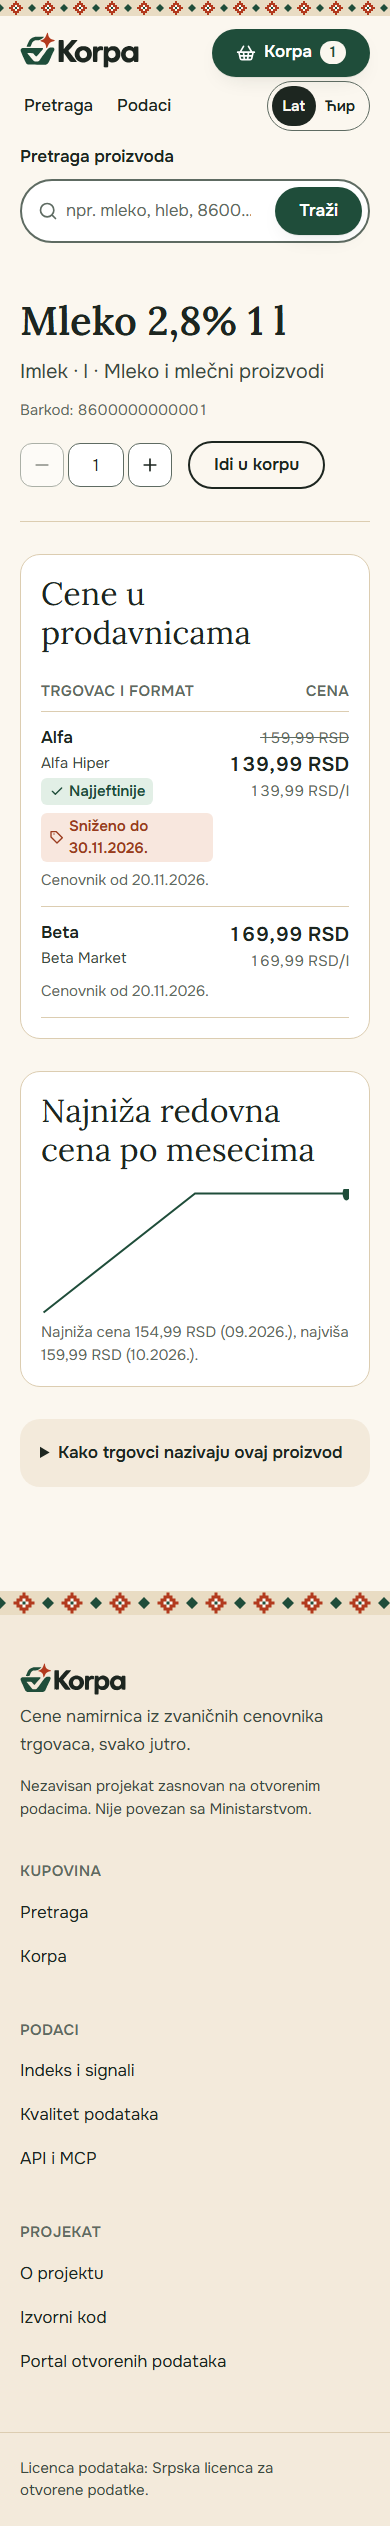 Korpa
Korpa 1
Pretraga Podaci
Lat Ћир
Pretraga proizvoda
npr. mleko, hleb, 8600...
Traži
Mleko 2,8% 1 l
Imlek · l · Mleko i mlečni proizvodi
Barkod: 8600000000001
1
Idi u korpu
Cene u
prodavnicama
TRGOVAC I FORMAT CENA
Alfa 159,99 RSD
Alfa Hiper 139,99 RSD
Najjeftinije 139,99 RSD/l
Sniženo do
30.11.2026.
Cenovnik od 20.11.2026.
Beta 169,99 RSD
Beta Market 169,99 RSD/l
Cenovnik od 20.11.2026.
Najniža redovna
cena po mesecima
Najniža cena 154,99 RSD (09.2026.), najviša
159,99 RSD (10.2026.).
Kako trgovci nazivaju ovaj proizvod
Korpa
Cene namirnica iz zvaničnih cenovnika
trgovaca, svako jutro.
Nezavisan projekat zasnovan na otvorenim
podacima. Nije povezan sa Ministarstvom.
KUPOVINA
Pretraga
Korpa
PODACI
Indeks i signali
Kvalitet podataka
API i MCP
PROJEKAT
O projektu
Izvorni kod
Portal otvorenih podataka
Licenca podataka: Srpska licenca za
otvorene podatke.